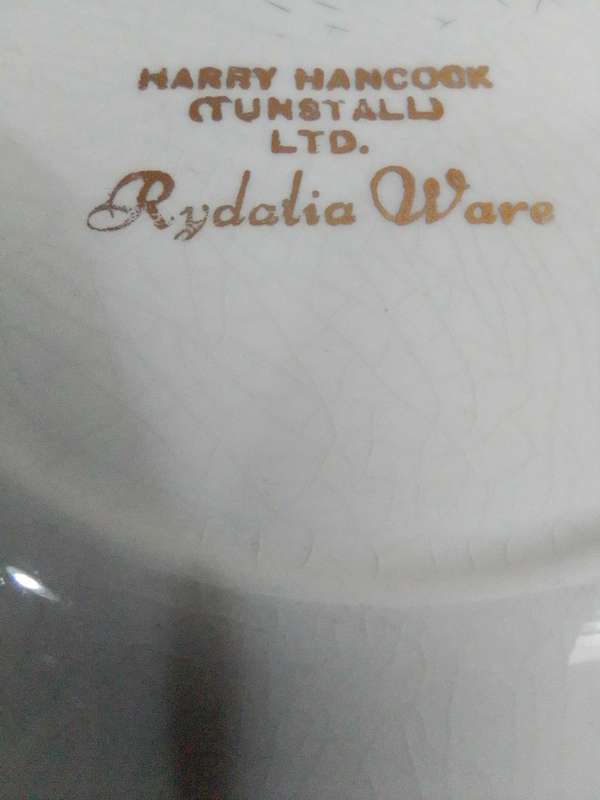 HARRY HANCOCK
(TUNSTALL)
LTD.
Rydalia Ware